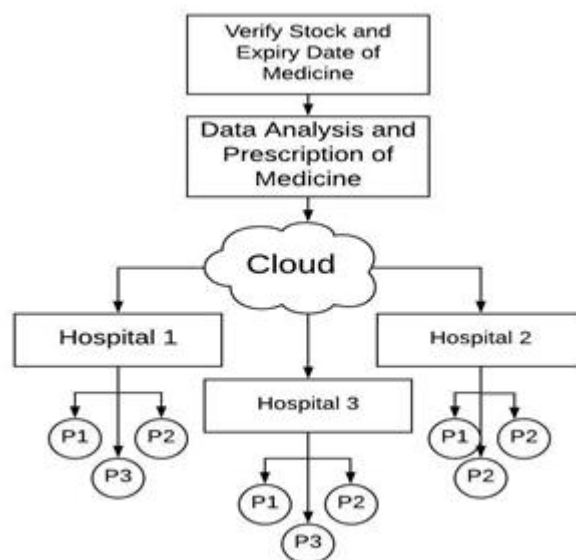 Verify Stock and
Expiry Date of
Medicine
Data Analysis and
Prescription of
Medicine
Cloud
Hospital 1
Hospital 2
Hospital 3
P1
P2
P3
P1
P2
P2
P1
P2
P3